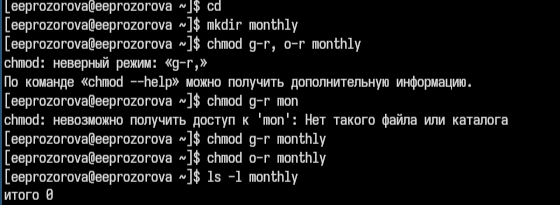 [eeprozorova@eeprozorova ~]$ cd
[eeprozorova@eeprozorova ~]$ mkdir monthly
[eeprozorova@eeprozorova ~]$ chmod g-r, o-r monthly
chmod: неверный режим: «g-r,»
По команде «chmod --help» можно получить дополнительную информацию.
[eeprozorova@eeprozorova ~]$ chmod g-r mon
chmod: невозможно получить доступ к 'mon': Нет такого файла или каталога
[eeprozorova@eeprozorova ~]$ chmod g-r monthly
[eeprozorova@eeprozorova ~]$ chmod o-r monthly
[eeprozorova@eeprozorova ~]$ ls -l monthly
итого 0